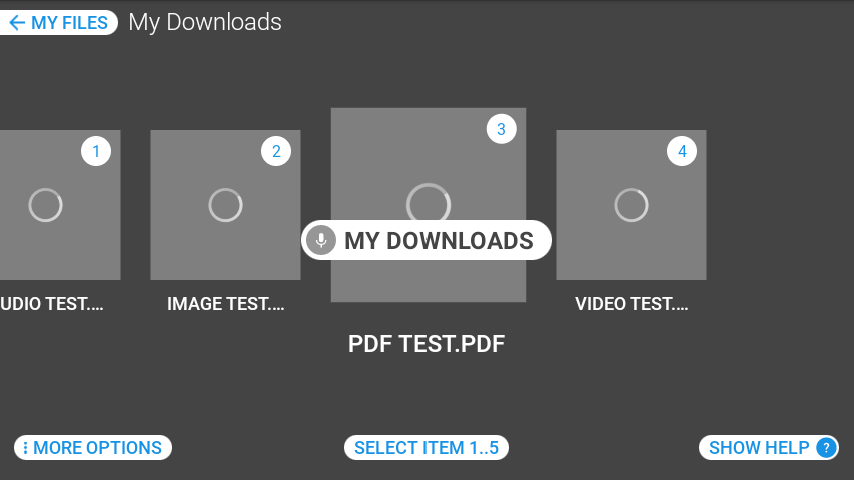 MY FILES
My Downloads
1
2
3
4
MY DOWNLOADS
UDIO TEST.…
IMAGE TEST.…
VIDEO TEST.…
PDF TEST.PDF
MORE OPTIONS
SELECT ITEM 1..5
SHOW HELP ?